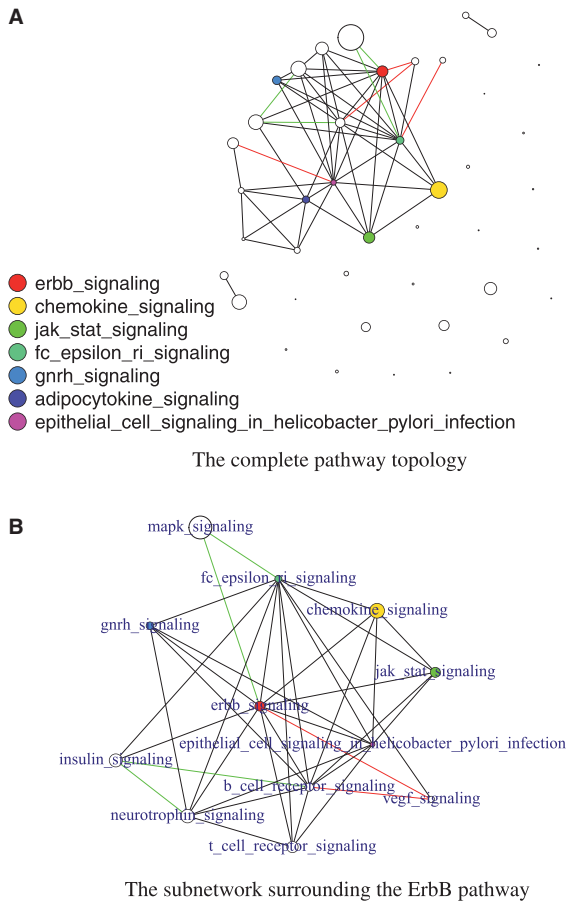 A
erbb_signaling
chemokine_signaling
jak_stat_signaling
fc_epsilon_ri_signaling
gnrh_signaling
adipocytokine_signaling
epithelial_cell_signaling_in_helicobacter_pylori_infection
The complete pathway topology
B
mapk_signaling
fc_epsilon_ri_signaling
chemokine_signaling
gnrh_signaling
jak_stat_signaling
erbb_signaling
epithelial_cell_signaling_in_helicobacter_pylori_infection
insulin_signaling
b_cell_receptor_signaling
vegf_signaling
neurotrophin_signaling
t_cell_receptor_signaling
The subnetwork surrounding the ErbB pathway